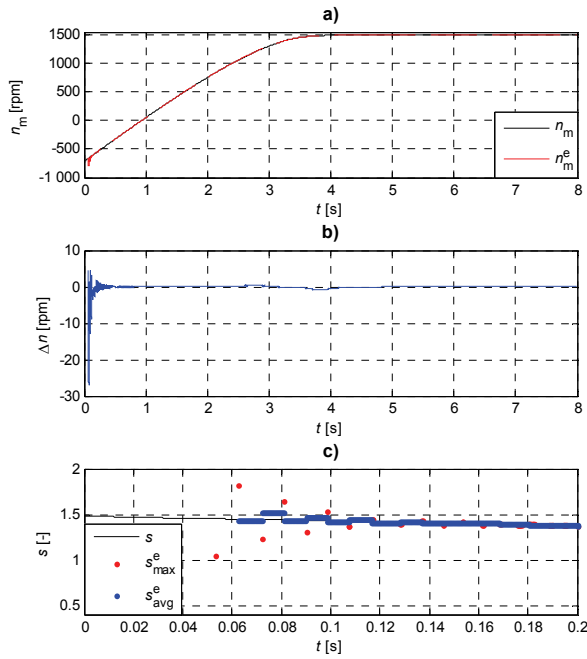 a)
1500
1000
500
0
-500
-1 000
n_m [rpm]
n_m
n_m^e
0 1 2 3 4 5 6 7 8
t [s]
b)
10
0
-10
-20
-30
Δn [rpm]
0 1 2 3 4 5 6 7 8
t [s]
c)
2
1.5
1
0.5
s [-]
s
s_max^e
s_avg^e
0 0.02 0.04 0.06 0.08 0.1 0.12 0.14 0.16 0.18 0.2
t [s]